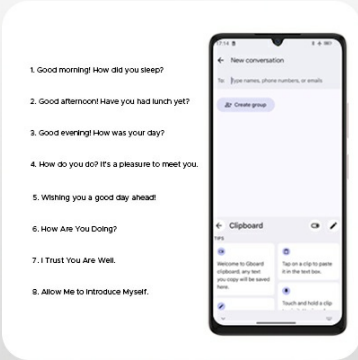 1. Good morning! How did you sleep?
2. Good afternoon! Have you had lunch yet?
3. Good evening! How was your day?
4. How do you do? It's a pleasure to meet you.
5. Wishing you a good day ahead!
6. How Are You Doing?
7. I Trust You Are Well.
8. Allow Me to Introduce Myself.
17:14
New conversation
To: Type names, phone numbers, or emails
Create group
Clipboard
TIPS
Welcome to Gboard
clipboard, any text
you copy will be saved
here.
Tap on a clip to paste
it in the text box.
Touch and hold a clip